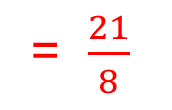 = 21/8